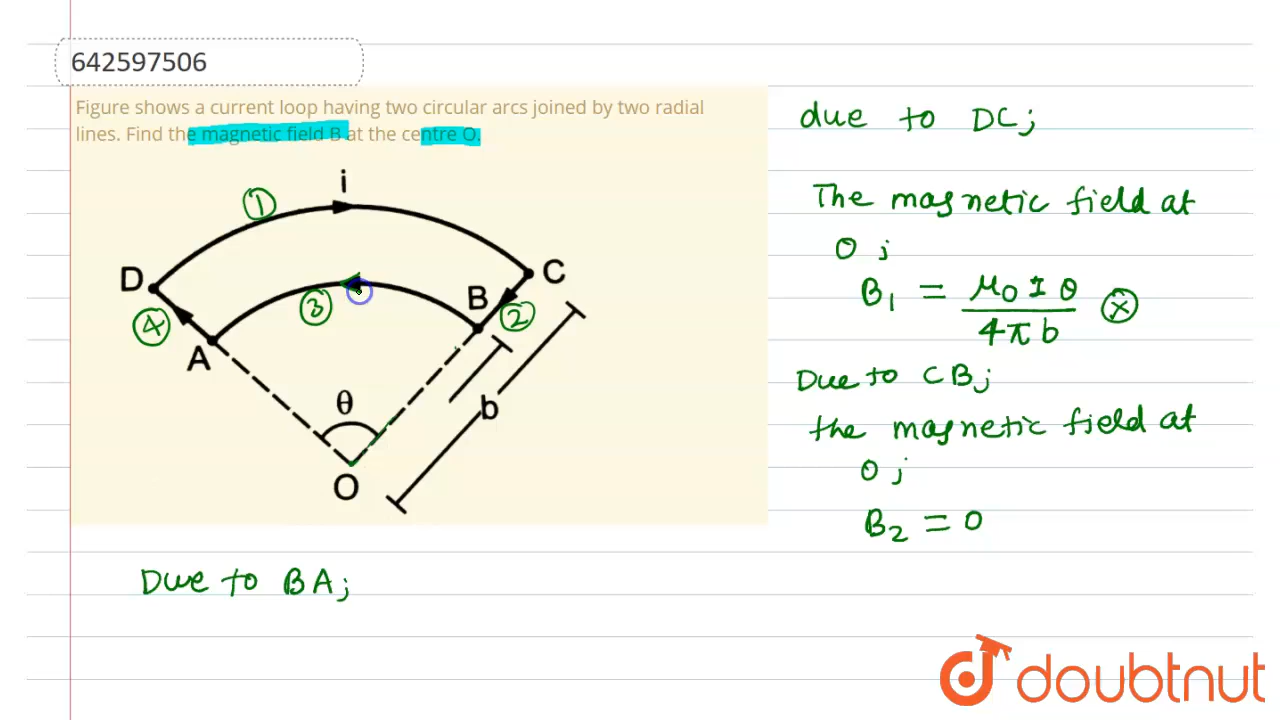 642597506
Figure shows a current loop having two circular arcs joined by two radial
lines. Find the magnetic field B at the centre O.
i
①
D
C
③
B
②
④
A
θ
b
O
due to DC;
The magnetic field at
O ;
B₁ = μ₀ I θ / 4π b ⊗
Due to CB;
the magnetic field at
O ;
B₂ = 0
Due to BA;
doubtnut